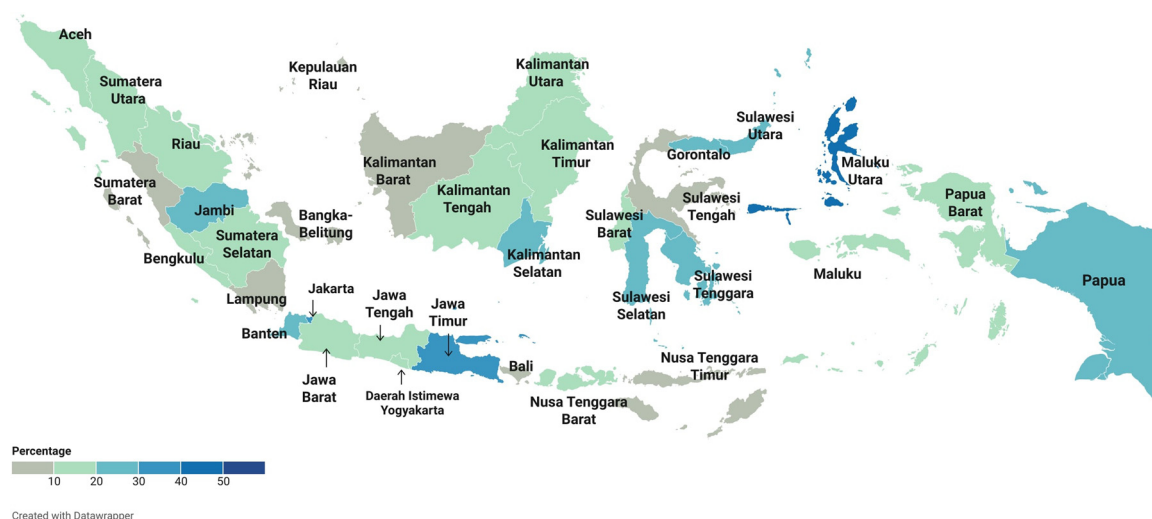 Aceh
Sumatera
Utara
Riau
Kepulauan
Riau
Sumatera
Barat
Jambi
Bangka-
Belitung
Sumatera
Selatan
Bengkulu
Lampung
Kalimantan
Utara
Kalimantan
Timur
Kalimantan
Barat
Kalimantan
Tengah
Kalimantan
Selatan
Sulawesi
Utara
Gorontalo
Sulawesi
Tengah
Sulawesi
Barat
Sulawesi
Tenggara
Sulawesi
Selatan
Maluku
Utara
Maluku
Papua
Barat
Papua
Jakarta
Banten
Jawa
Tengah
Jawa
Timur
Jawa
Barat
Daerah Istimewa
Yogyakarta
Bali
Nusa Tenggara
Barat
Nusa Tenggara
Timur
Percentage
10 20 30 40 50
Created with Datawrapper